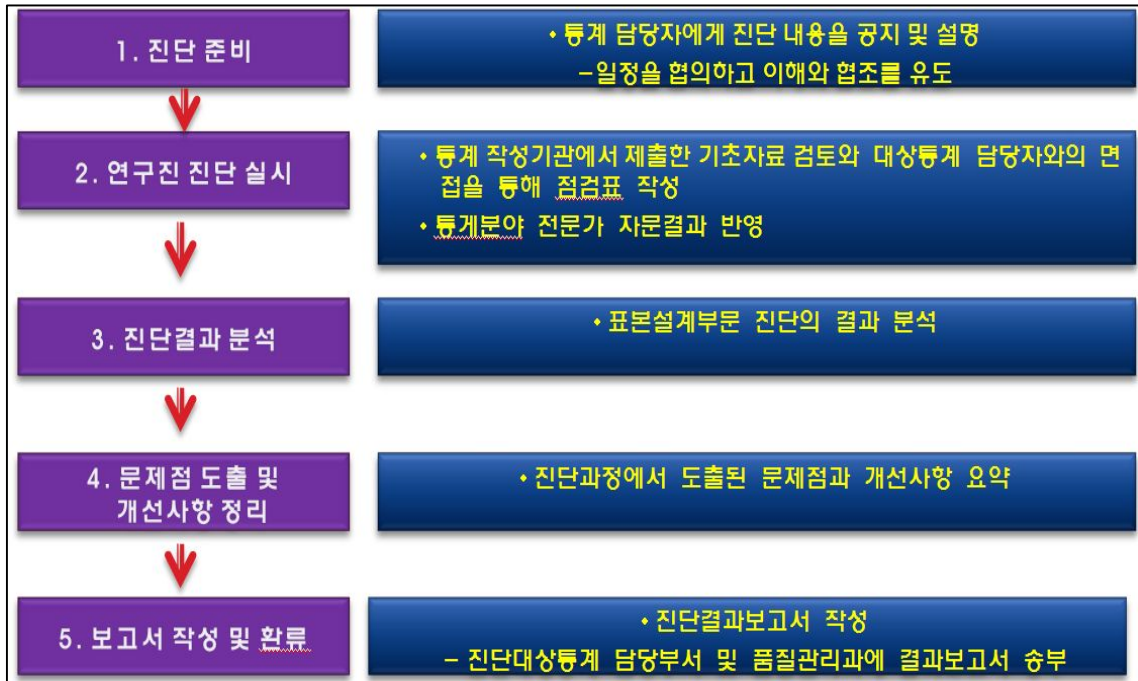 1. 진단 준비
• 통계 담당자에게 진단 내용을 공지 및 설명
–일정을 협의하고 이해와 협조를 유도
2. 연구진 진단 실시
• 통계 작성기관에서 제출한 기초자료 검토와 대상통계 담당자와의 면
접을 통해 점검표 작성
• 통게분야 전문가 자문결과 반영
3. 진단결과 분석
• 표본설계부문 진단의 결과 분석
4. 문제점 도출 및
개선사항 정리
• 진단과정에서 도출된 문제점과 개선사항 요약
5. 보고서 작성 및 환류
• 진단결과보고서 작성
– 진단대상통계 담당부서 및 품질관리과에 결과보고서 송부